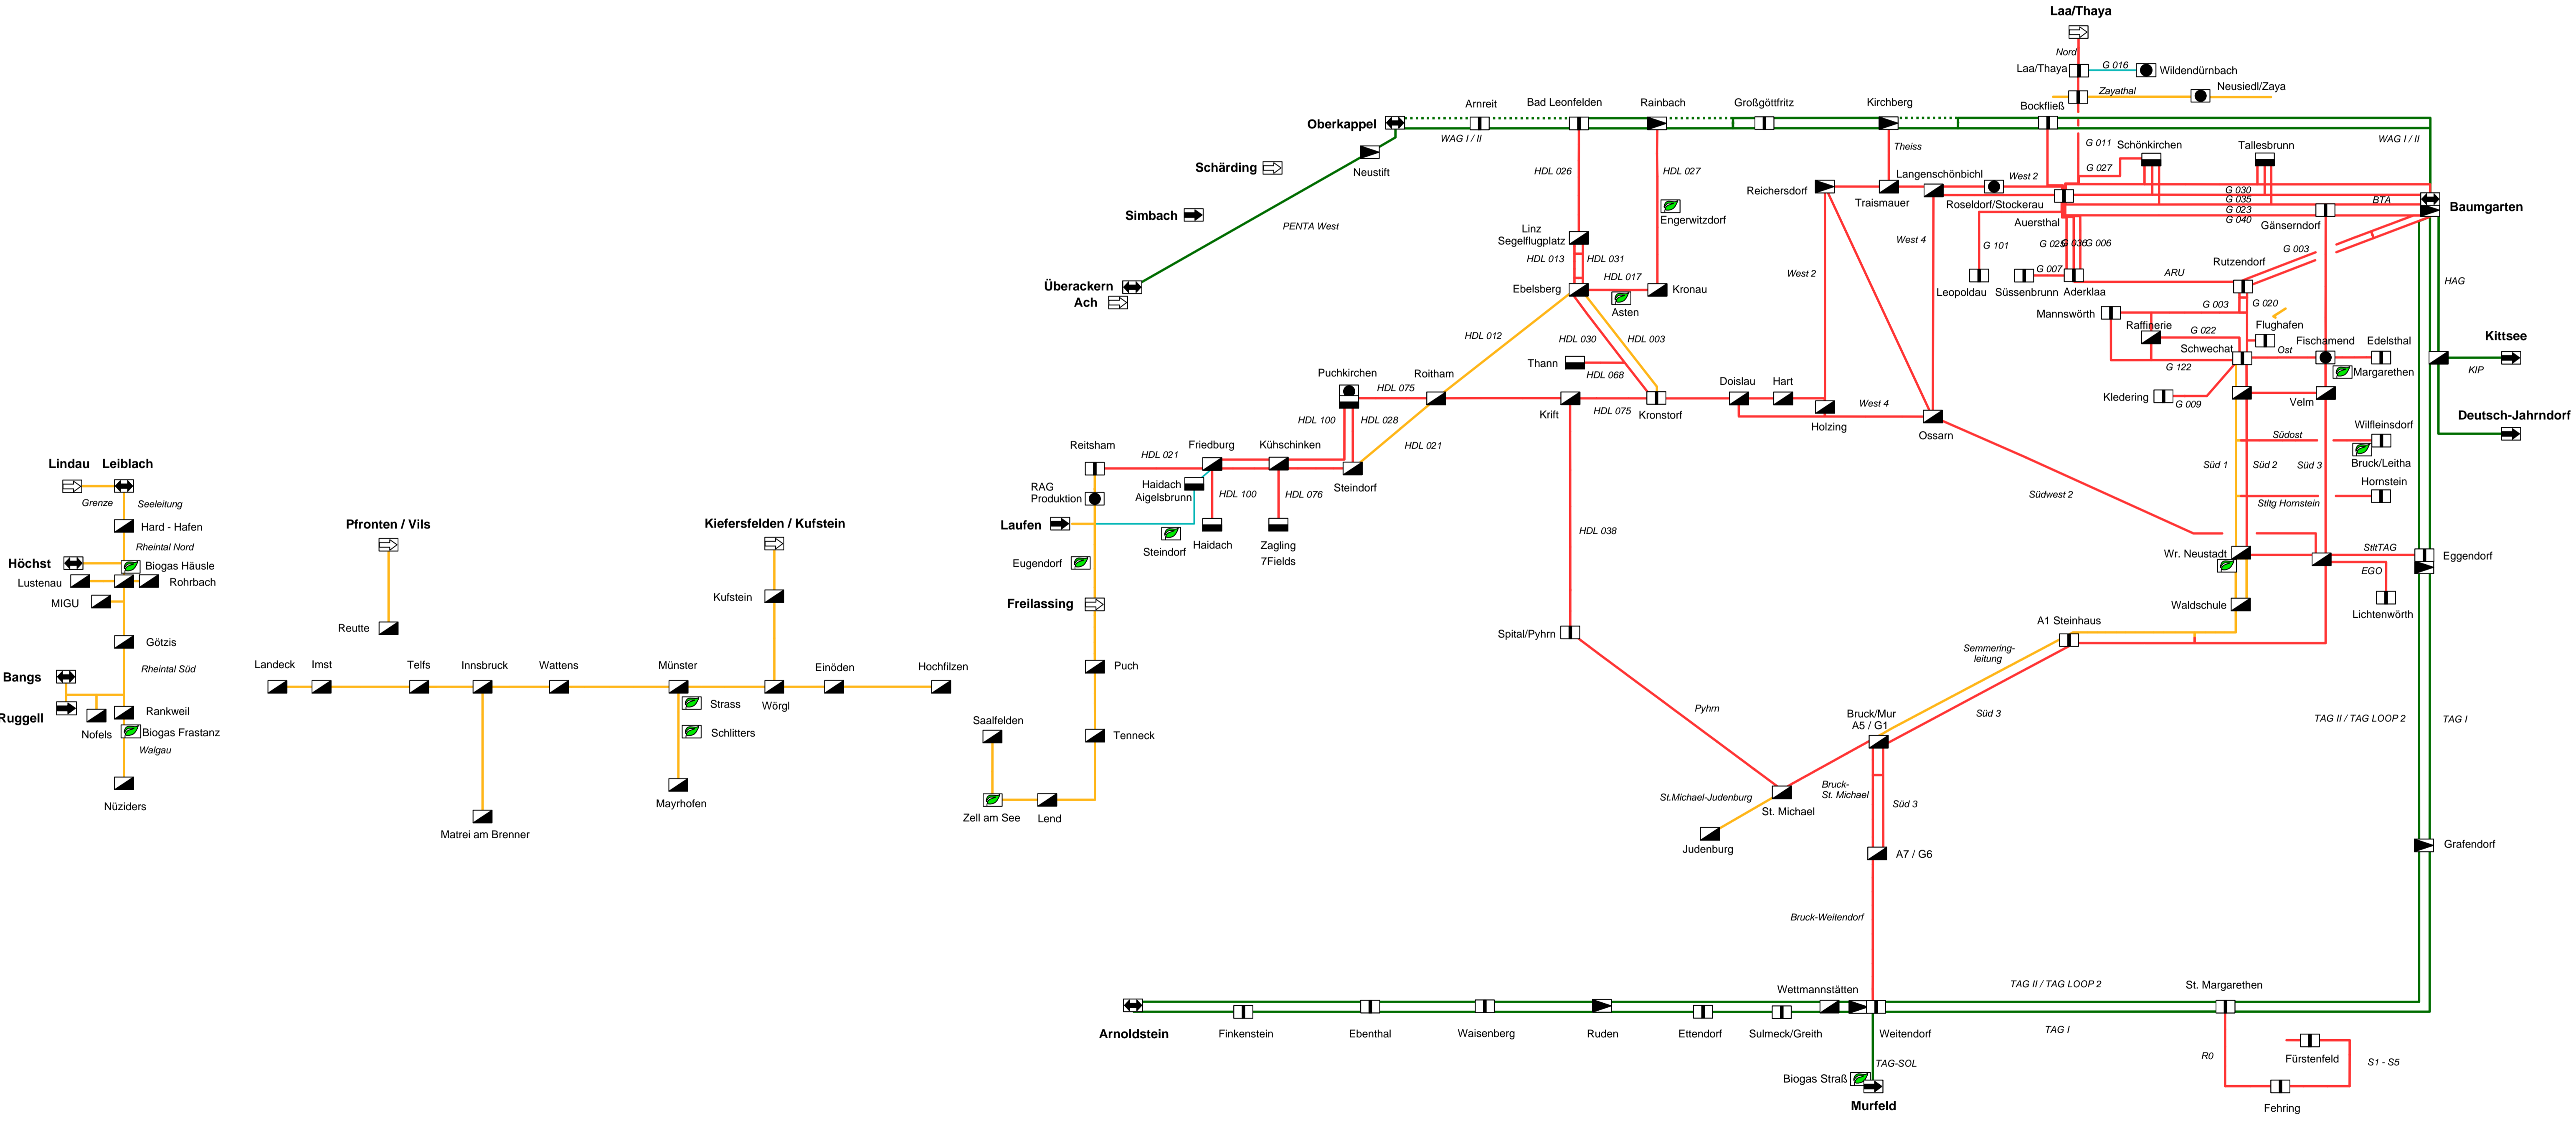 Laa/Thaya
Nord
Laa/Thaya
G 016
Wildendürnbach
Zayathal
Neusiedl/Zaya
Bockfließ
Oberkappel
Arnreit
Bad Leonfelden
Rainbach
Großgöttfritz
Kirchberg
WAG I / II
WAG I / II
Neustift
Schärding
Simbach
PENTA West
Überackern
Ach
HDL 026
HDL 027
Engerwitzdorf
Theiss
G 011
G 027
Schönkirchen
Tallesbrunn
Reichersdorf
Traismauer
Langenschönbichl
West 2
Roseldorf/Stockerau
G 030
G 035
G 023
G 040
BTA
Baumgarten
Auersthal
Gänserndorf
Linz
Segelflugplatz
HDL 013
HDL 031
HDL 017
Ebelsberg
Kronau
Asten
West 4
West 2
G 101
G 025
G 036
G 006
G 007
Leopoldau
Süssenbrunn
Aderklaa
ARU
Rutzendorf
G 003
HAG
G 003
G 020
Mannswörth
Raffinerie
G 022
Flughafen
Schwechat
Ost
Fischamend
Edelsthal
Margarethen
G 122
Kledering
G 009
Velm
Kittsee
KIP
Deutsch-Jahrndorf
HDL 012
HDL 030
HDL 003
Thann
HDL 068
Puchkirchen
HDL 075
Roitham
Krift
HDL 075
Kronstorf
Doislau
Hart
Holzing
West 4
Ossarn
HDL 100
HDL 028
HDL 021
Reitsham
HDL 021
Friedburg
Kühschinken
Steindorf
RAG
Produktion
Haidach
Aigelsbrunn
HDL 100
HDL 076
Laufen
Steindorf
Haidach
Zagling
7Fields
Eugendorf
Freilassing
Puch
Tenneck
Saalfelden
Zell am See
Lend
Südost
Wilfleinsdorf
Bruck/Leitha
Süd 1
Süd 2
Süd 3
Hornstein
Stltg Hornstein
Südwest 2
Wr. Neustadt
StltTAG
Eggendorf
EGO
Lichtenwörth
Waldschule
A1 Steinhaus
Semmering-
leitung
HDL 038
Spital/Pyhrn
Pyhrn
Bruck/Mur
A5 / G1
Süd 3
St.Michael-Judenburg
Bruck-
St. Michael
St. Michael
Judenburg
Süd 3
A7 / G6
Bruck-Weitendorf
TAG II / TAG LOOP 2
TAG I
Grafendorf
Lindau
Leiblach
Grenze
Seeleitung
Hard - Hafen
Rheintal Nord
Höchst
Biogas Häusle
Lustenau
Rohrbach
MIGU
Götzis
Rheintal Süd
Bangs
Ruggell
Nofels
Rankweil
Biogas Frastanz
Walgau
Nüziders
Pfronten / Vils
Reutte
Kiefersfelden / Kufstein
Kufstein
Landeck
Imst
Telfs
Innsbruck
Wattens
Münster
Wörgl
Einöden
Hochfilzen
Strass
Schlitters
Mayrhofen
Matrei am Brenner
Arnoldstein
Finkenstein
Ebenthal
Waisenberg
Ruden
Ettendorf
Sulmeck/Greith
Wettmannstätten
Weitendorf
TAG II / TAG LOOP 2
TAG I
St. Margarethen
R0
Fürstenfeld
S1 - S5
Fehring
Biogas Straß
TAG-SOL
Murfeld